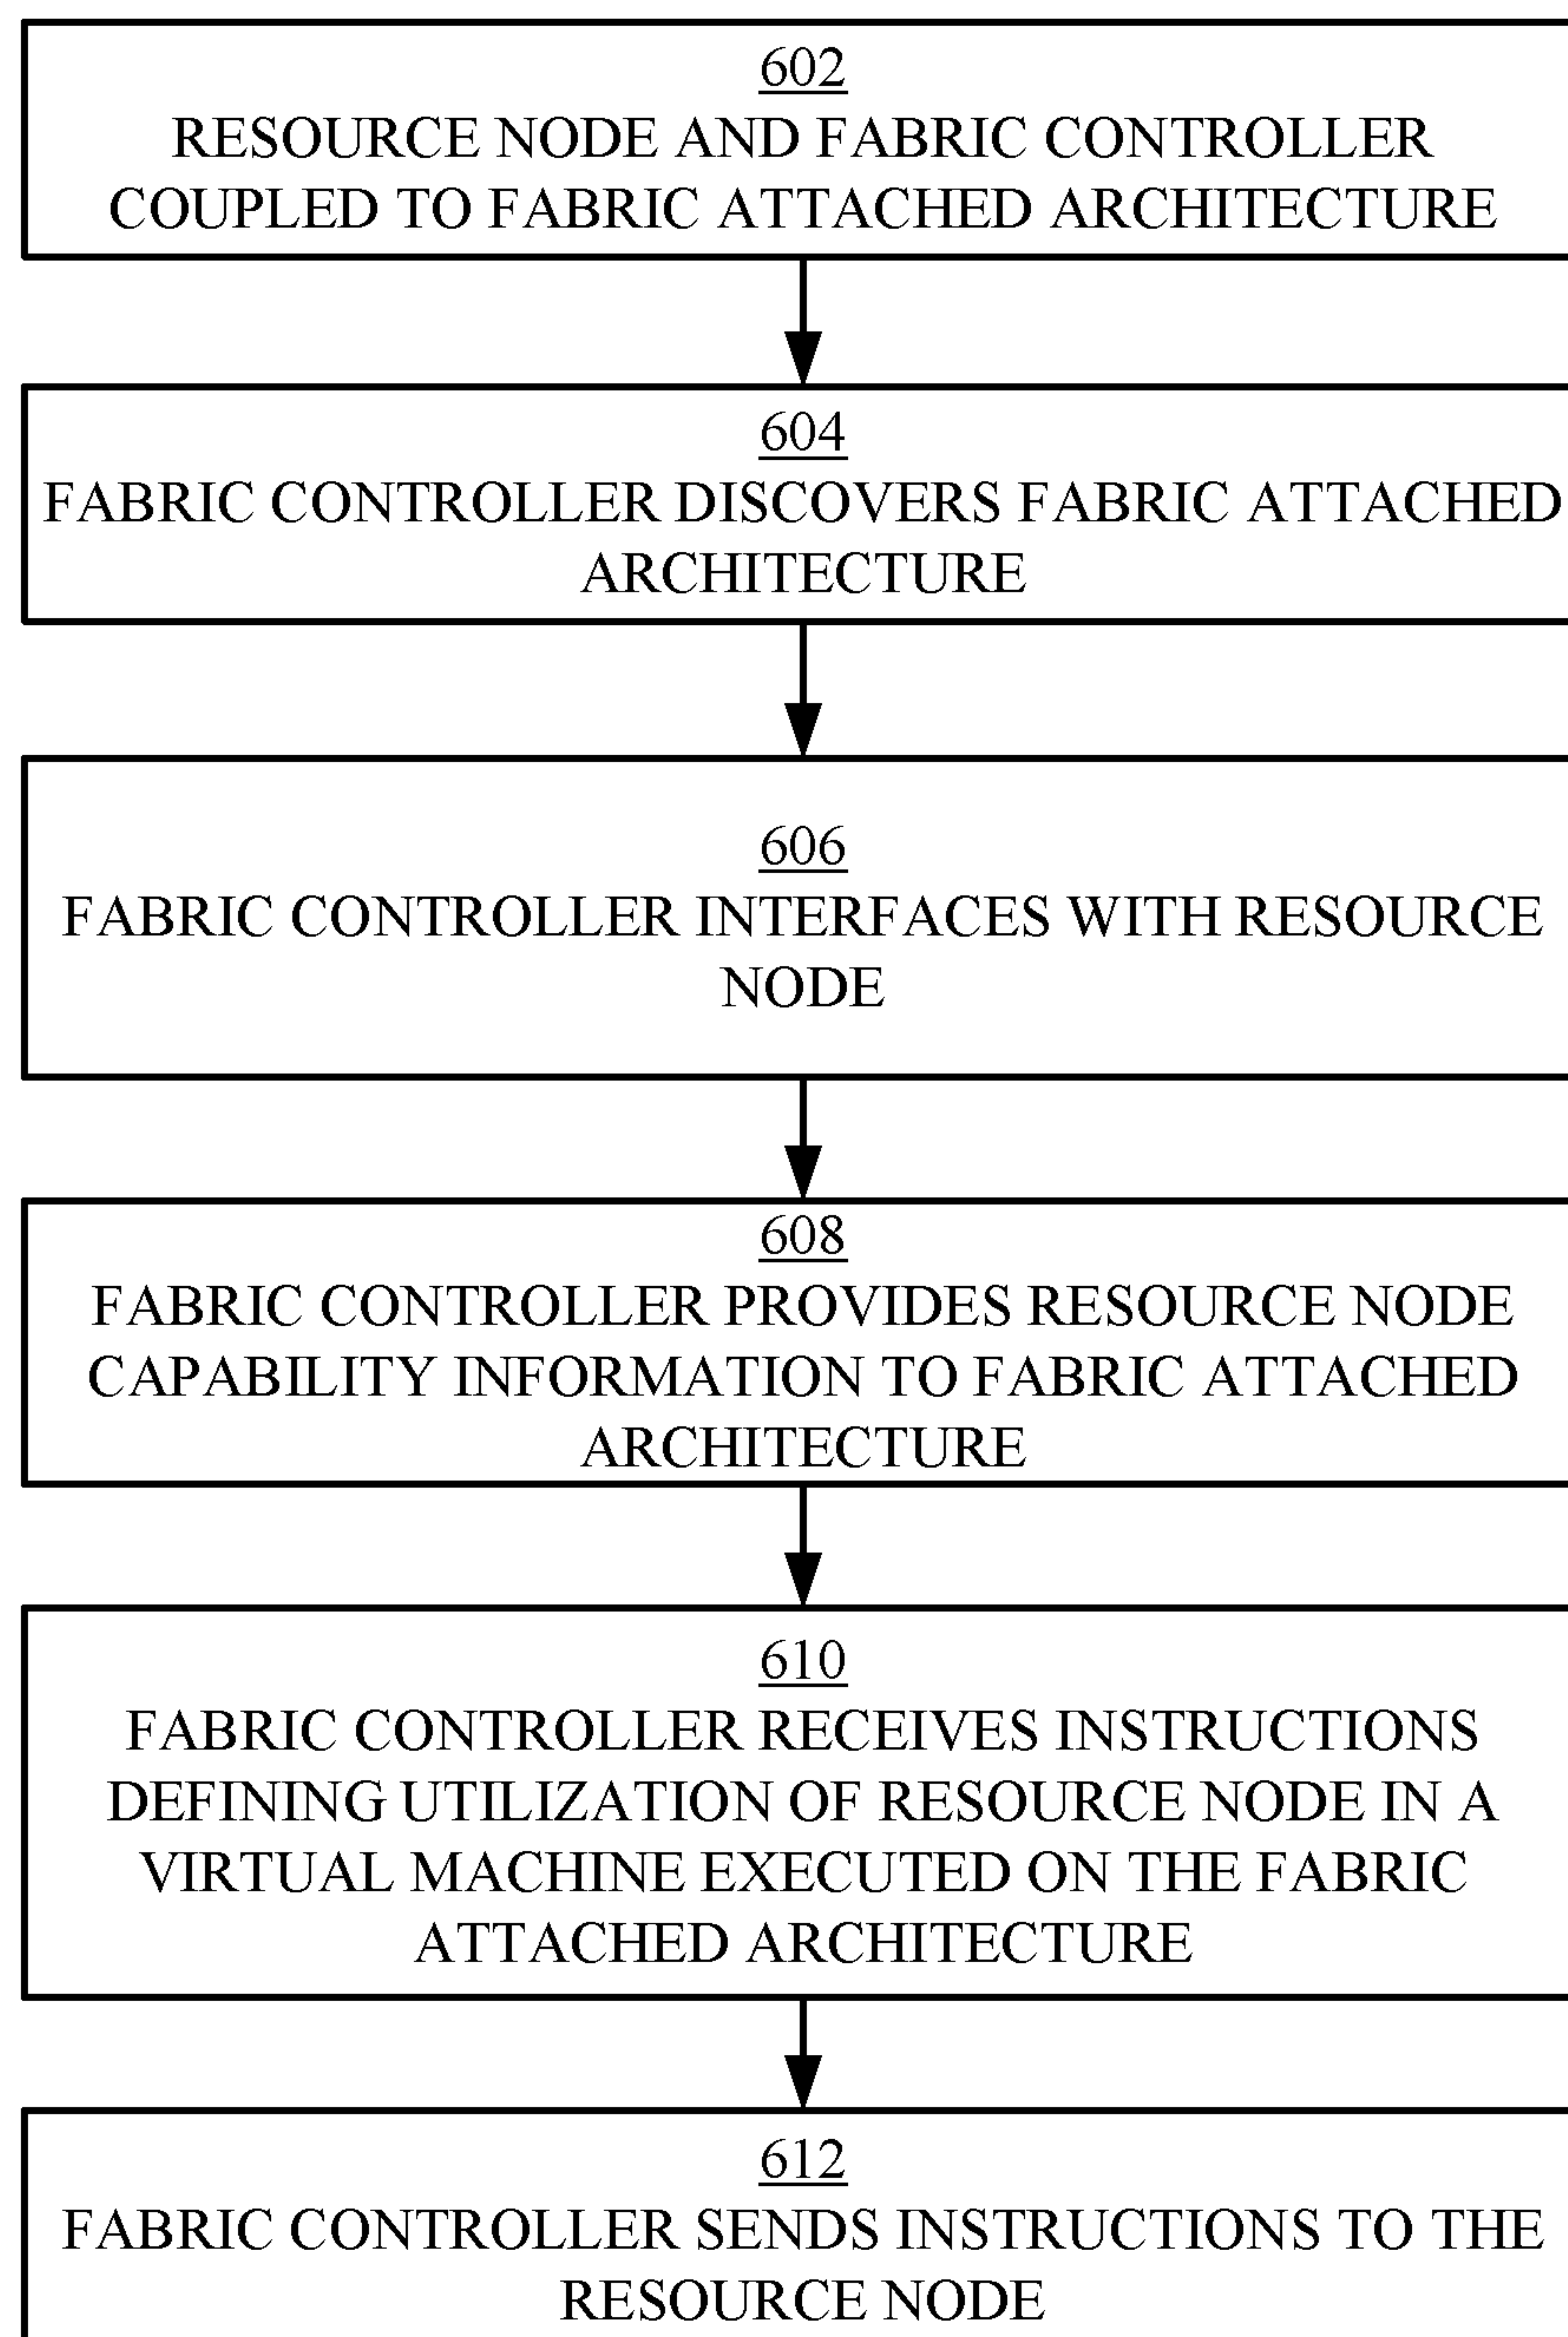 602
RESOURCE NODE AND FABRIC CONTROLLER
COUPLED TO FABRIC ATTACHED ARCHITECTURE
604
FABRIC CONTROLLER DISCOVERS FABRIC ATTACHED
ARCHITECTURE
606
FABRIC CONTROLLER INTERFACES WITH RESOURCE
NODE
608
FABRIC CONTROLLER PROVIDES RESOURCE NODE
CAPABILITY INFORMATION TO FABRIC ATTACHED
ARCHITECTURE
610
FABRIC CONTROLLER RECEIVES INSTRUCTIONS
DEFINING UTILIZATION OF RESOURCE NODE IN A
VIRTUAL MACHINE EXECUTED ON THE FABRIC
ATTACHED ARCHITECTURE
612
FABRIC CONTROLLER SENDS INSTRUCTIONS TO THE
RESOURCE NODE